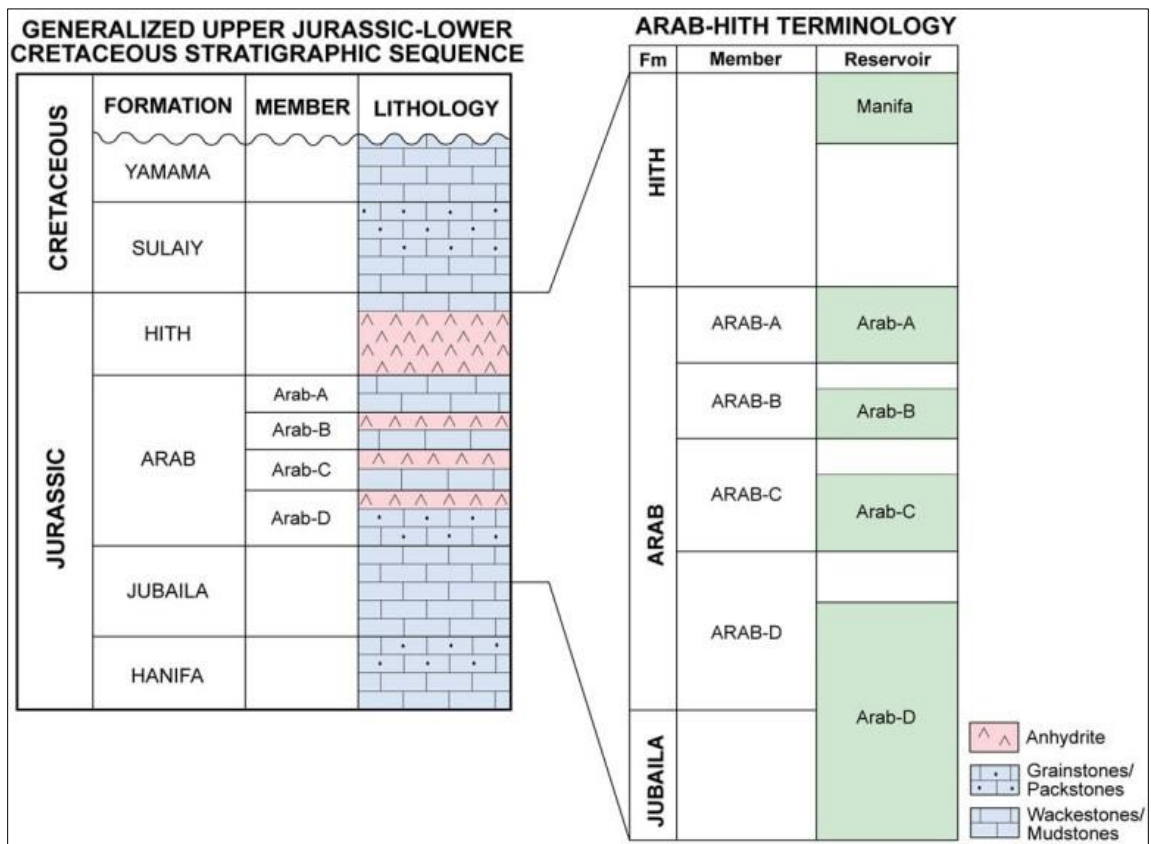 GENERALIZED UPPER JURASSIC-LOWER
CRETACEOUS STRATIGRAPHIC SEQUENCE
FORMATION MEMBER LITHOLOGY
CRETACEOUS
YAMAMA
SULAIY
JURASSIC
HITH
ARAB
Arab-A
Arab-B
Arab-C
Arab-D
JUBAILA
HANIFA
ARAB-HITH TERMINOLOGY
Fm Member Reservoir
HITH
Manifa
ARAB
ARAB-A Arab-A
ARAB-B Arab-B
ARAB-C Arab-C
ARAB-D
Arab-D
JUBAILA
Anhydrite
Grainstones/
Packstones
Wackestones/
Mudstones